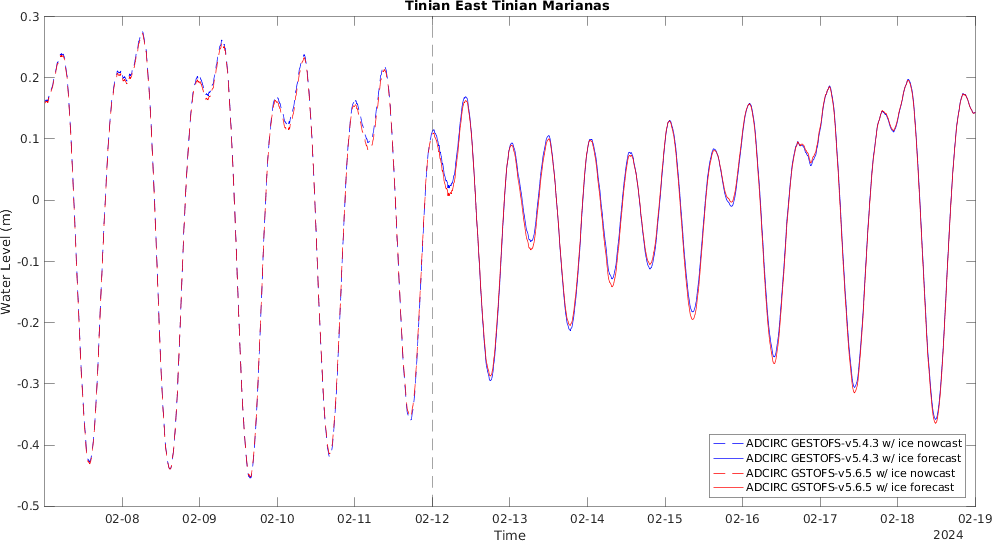 Tinian East Tinian Marianas
0.3
0.2
0.1
0
-0.1
-0.2
-0.3
-0.4
-0.5
Water Level (m)
ADCIRC GESTOFS-v5.4.3 w/ ice nowcast
ADCIRC GESTOFS-v5.4.3 w/ ice forecast
ADCIRC GSTOFS-v5.6.5 w/ ice nowcast
ADCIRC GSTOFS-v5.6.5 w/ ice forecast
02-08 02-09 02-10 02-11 02-12 02-13 02-14 02-15 02-16 02-17 02-18 02-19
Time
2024